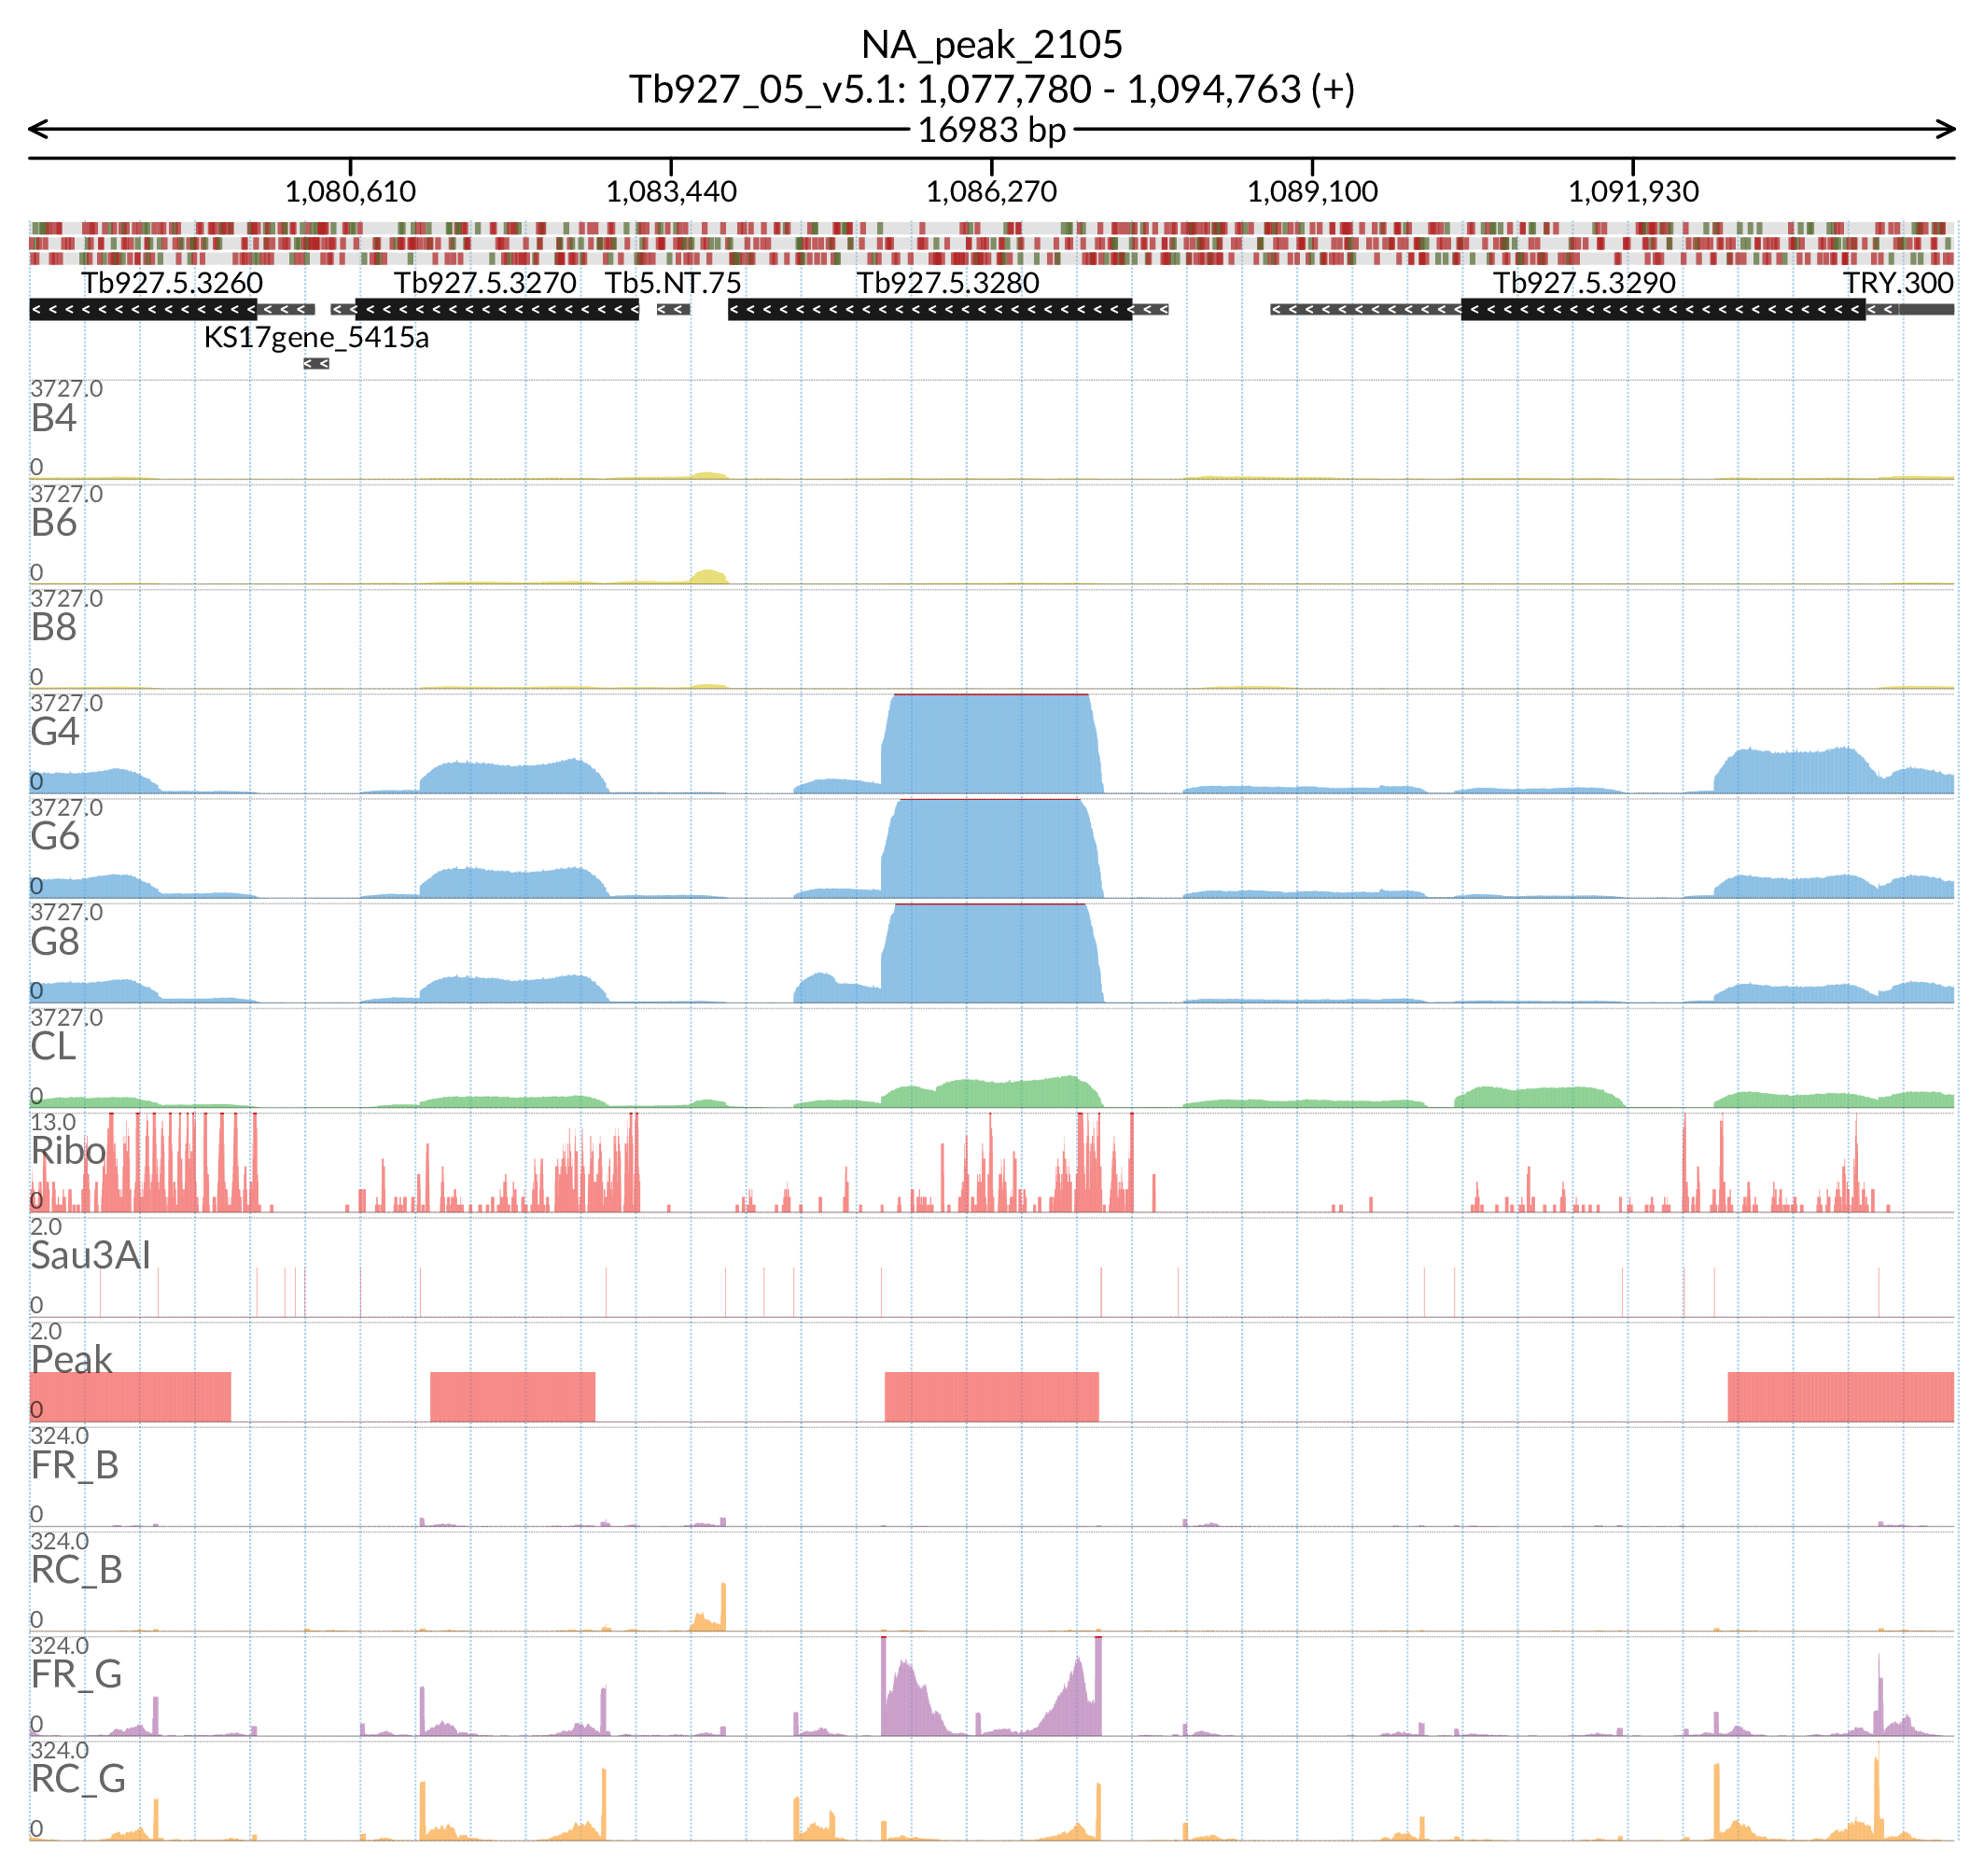 NA_peak_2105
Tb927_05_v5.1: 1,077,780 - 1,094,763 (+)
16983 bp
1,080,610 1,083,440 1,086,270 1,089,100 1,091,930
Tb927.5.3260 Tb927.5.3270 Tb5.NT.75 Tb927.5.3280 Tb927.5.3290 TRY.300
KS17gene_5415a
3727.0
B4
0
3727.0
B6
0
3727.0
B8
0
3727.0
G4
0
3727.0
G6
0
3727.0
G8
0
3727.0
CL
0
13.0
Ribo
0
2.0
Sau3AI
0
2.0
Peak
0
324.0
FR_B
0
324.0
RC_B
0
324.0
FR_G
0
324.0
RC_G
0